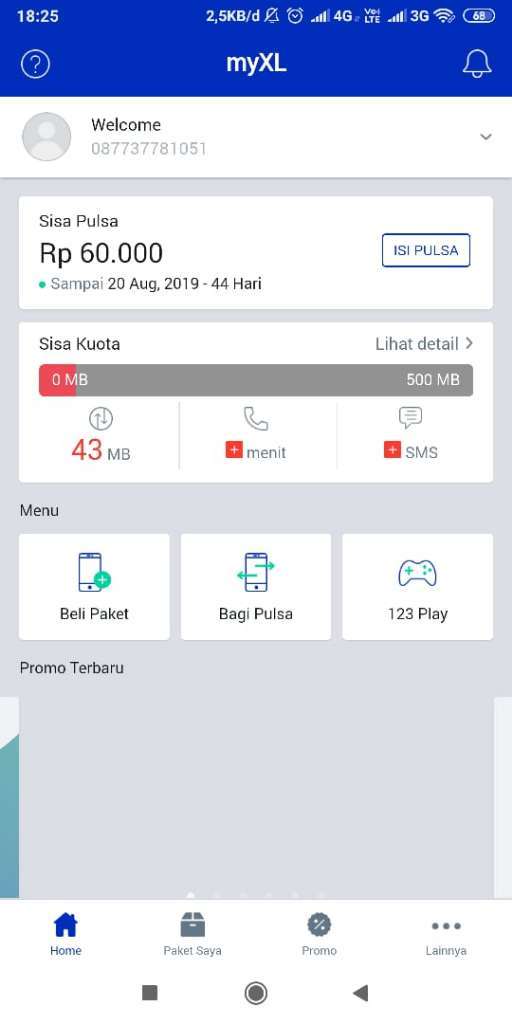 18:25 2,5KB/d 4G Vo LTE 3G 68
myXL
Welcome
087737781051
Sisa Pulsa
Rp 60.000
ISI PULSA
Sampai 20 Aug, 2019 - 44 Hari
Sisa Kuota Lihat detail >
0 MB 500 MB
43 MB + menit + SMS
Menu
Beli Paket Bagi Pulsa 123 Play
Promo Terbaru
Home Paket Saya Promo Lainnya